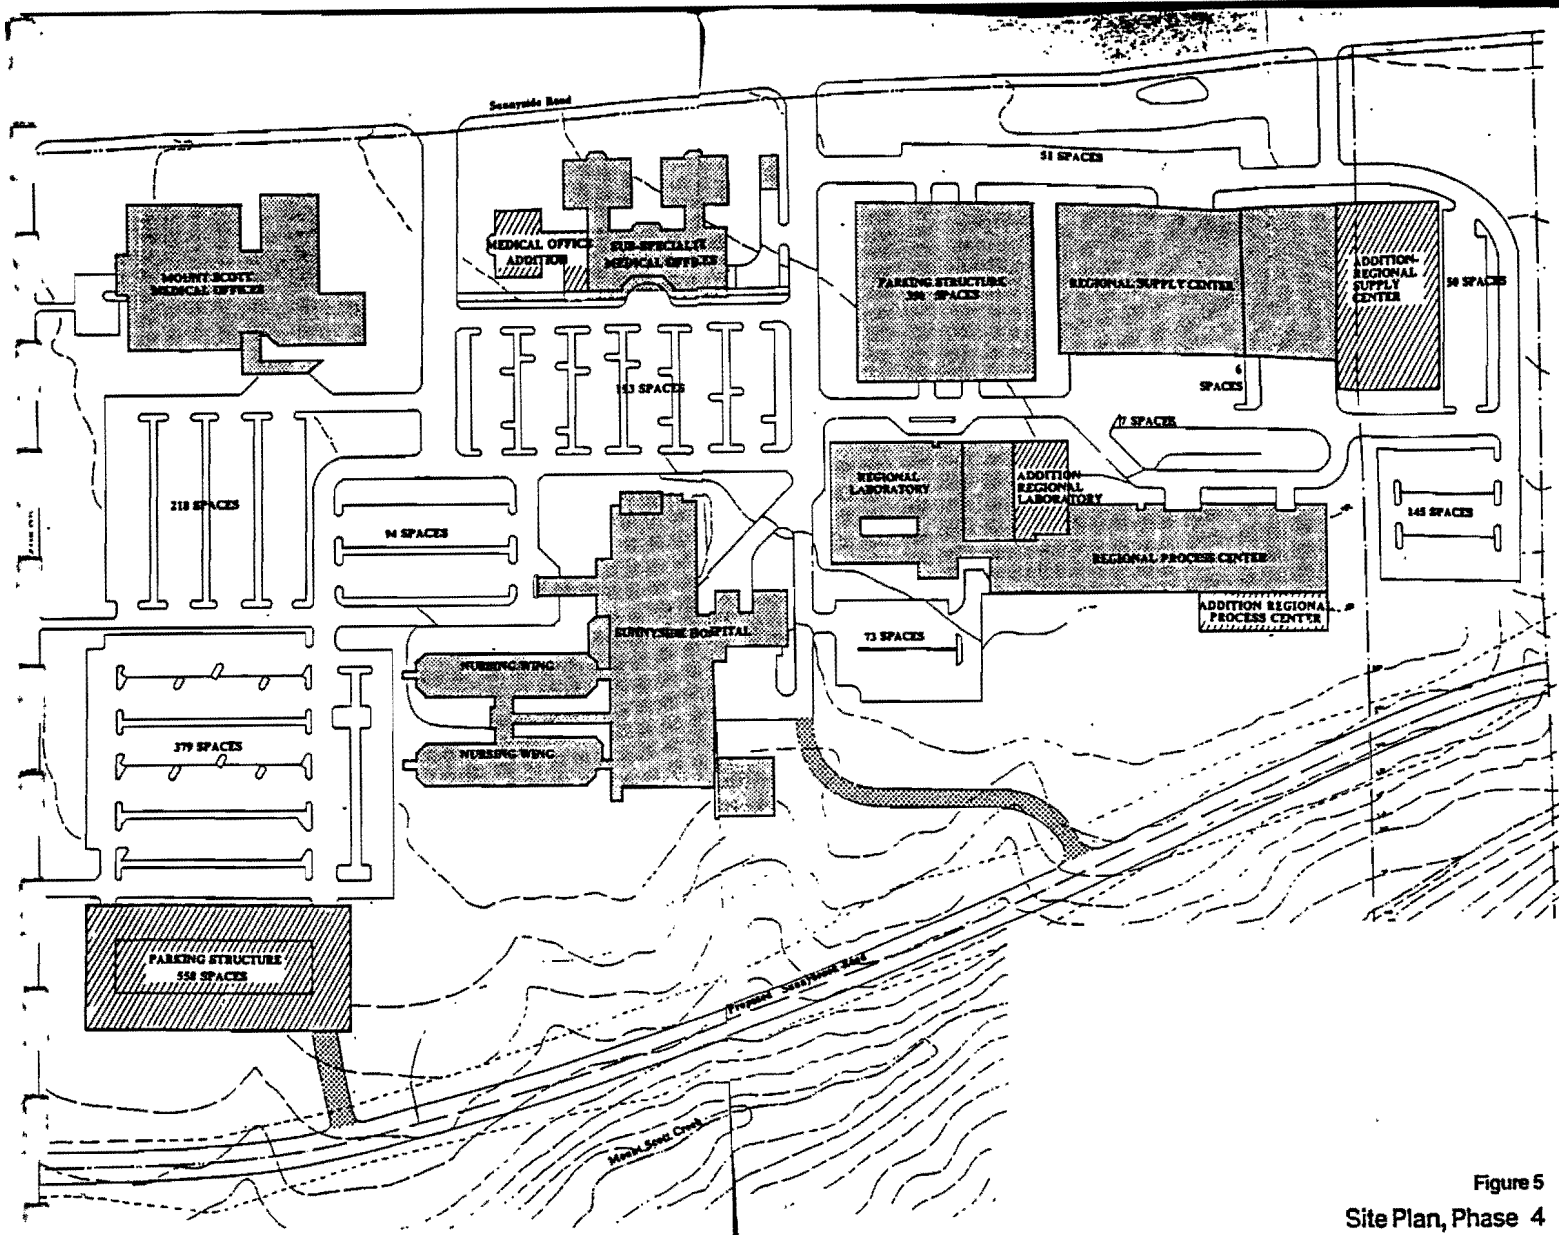 Sunnyside Road
51 SPACES
MEDICAL OFFICE
ADDITION
SUB-SPECIALTY
MEDICAL OFFICES
MOUNT SCOTT
MEDICAL OFFICES
PARKING STRUCTURE
SPACES
REGIONAL SUPPLY CENTER
ADDITION-
REGIONAL
SUPPLY
CENTER
50 SPACES
6
SPACES
SPACES
7 SPACES
REGIONAL
LABORATORY
ADDITION
REGIONAL
LABORATORY
218 SPACES
94 SPACES
145 SPACES
REGIONAL PROCESS CENTER
ADDITION REGIONAL
PROCESS CENTER
SUNNYSIDE HOSPITAL
73 SPACES
NURSING WING
NURSING WING
379 SPACES
PARKING STRUCTURE
558 SPACES
Proposed Sunnybrook Road
Mount Scott Creek
Figure 5
Site Plan, Phase 4